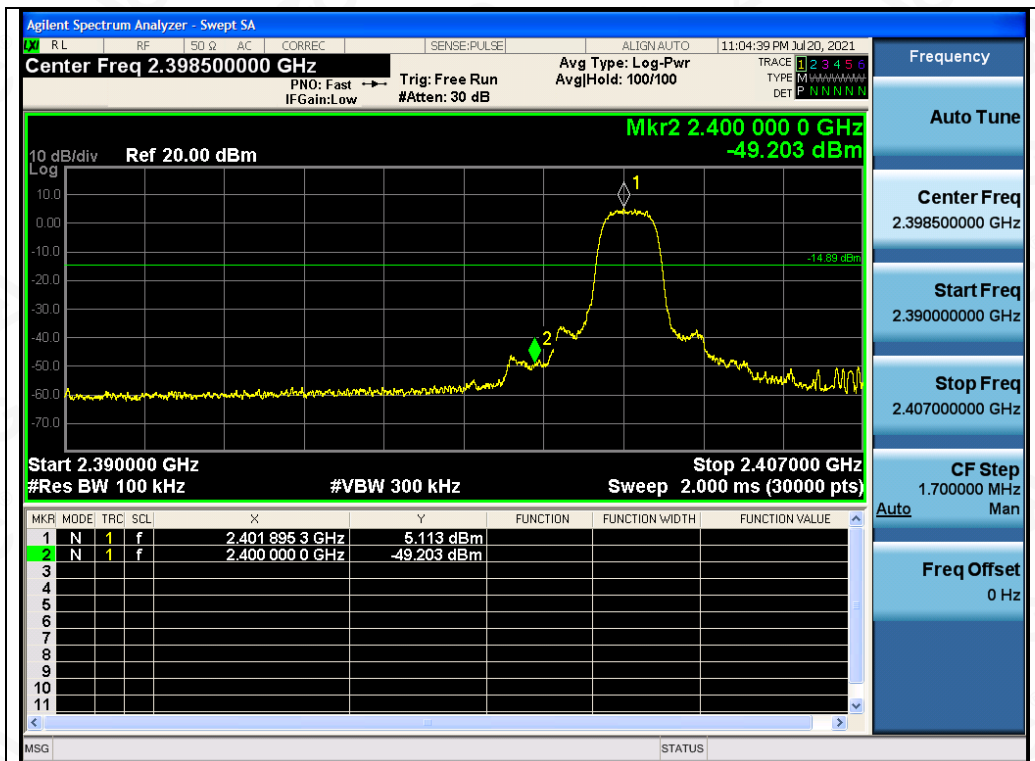 Agilent Spectrum Analyzer - Swept SA
LXI RL RF 50 Ω AC CORREC SENSE:PULSE ALIGN AUTO 11:04:39 PM Jul 20, 2021
Center Freq 2.398500000 GHz
PNO: Fast
IFGain:Low
Trig: Free Run
#Atten: 30 dB
Avg Type: Log-Pwr
Avg|Hold: 100/100
TRACE 1 2 3 4 5 6
TYPE M
DET P N N N N N
Mkr2 2.400 000 0 GHz
-49.203 dBm
10 dB/div Ref 20.00 dBm
Log
10.0
0.00
-10.0
-20.0
-30.0
-40.0
-50.0
-60.0
-70.0
1
2
-14.89 dBm
Start 2.390000 GHz Stop 2.407000 GHz
#Res BW 100 kHz #VBW 300 kHz Sweep 2.000 ms (30000 pts)
MKR MODE TRC SCL X Y FUNCTION FUNCTION WIDTH FUNCTION VALUE
1 N 1 f 2.401 895 3 GHz 5.113 dBm
2 N 1 f 2.400 000 0 GHz -49.203 dBm
3
4
5
6
7
8
9
10
11
MSG STATUS
Frequency
Auto Tune
Center Freq
2.398500000 GHz
Start Freq
2.390000000 GHz
Stop Freq
2.407000000 GHz
CF Step
1.700000 MHz
Auto Man
Freq Offset
0 Hz